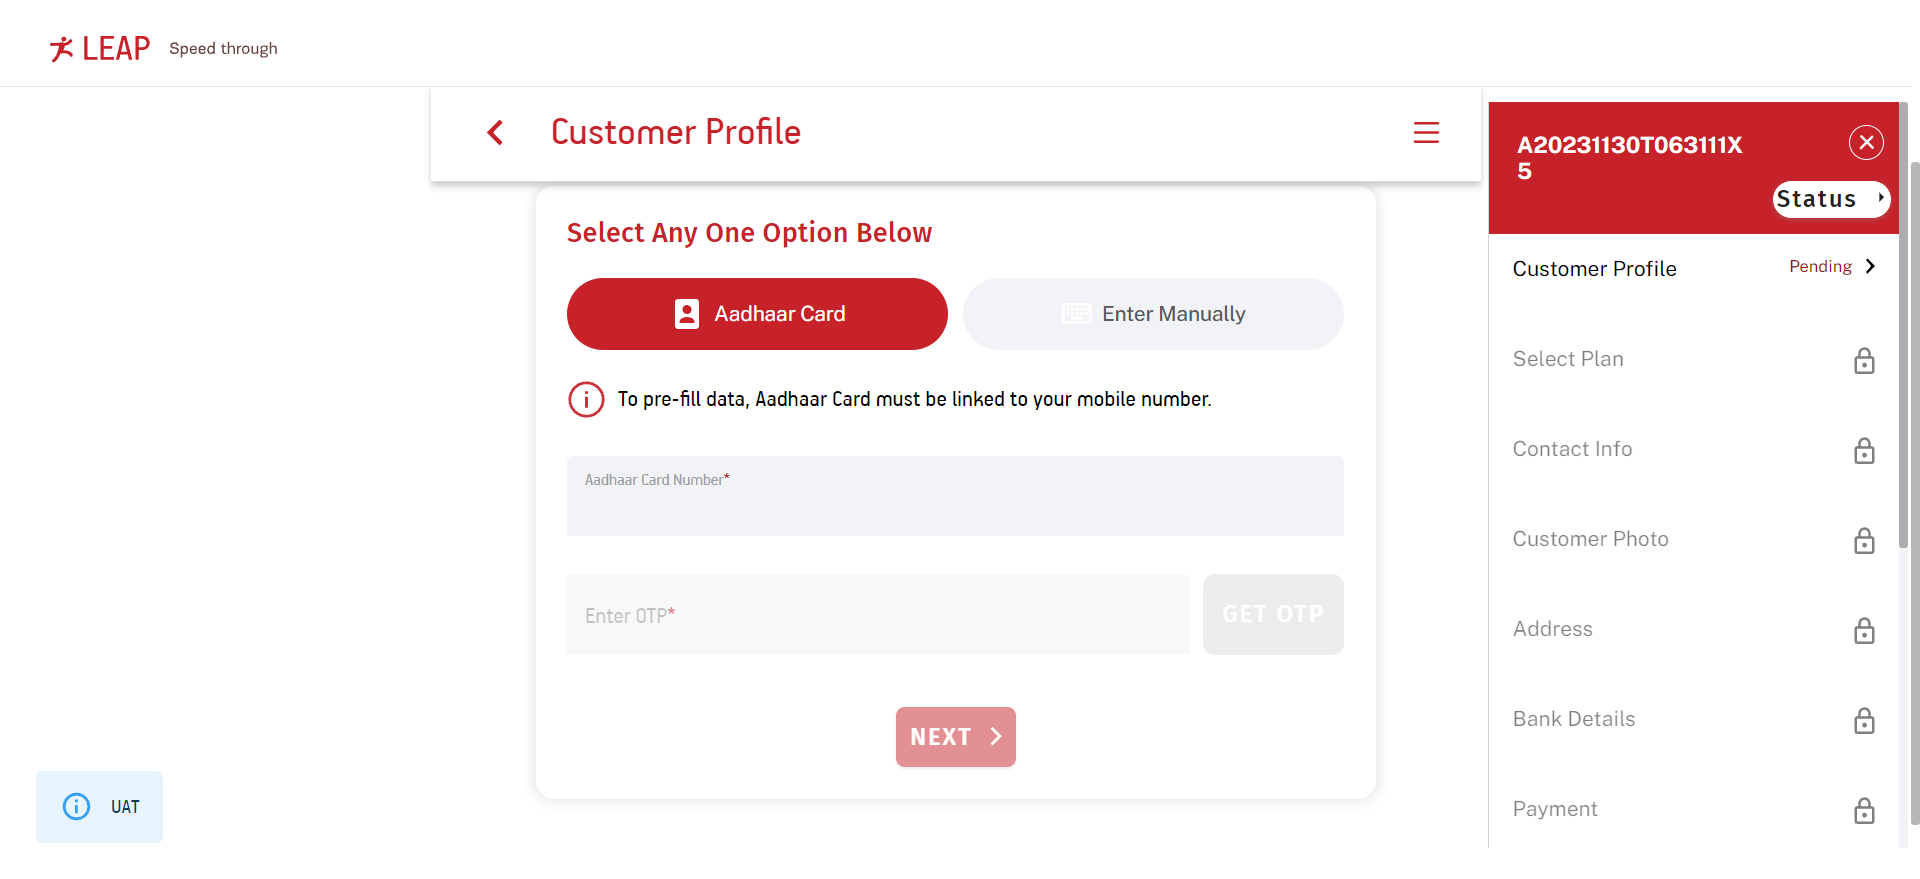 LEAP Speed through
Customer Profile
Select Any One Option Below
Aadhaar Card
Enter Manually
To pre-fill data, Aadhaar Card must be linked to your mobile number.
Aadhaar Card Number*
Enter OTP*
GET OTP
NEXT
UAT
A20231130T063111X
5
Status
Customer Profile Pending
Select Plan
Contact Info
Customer Photo
Address
Bank Details
Payment